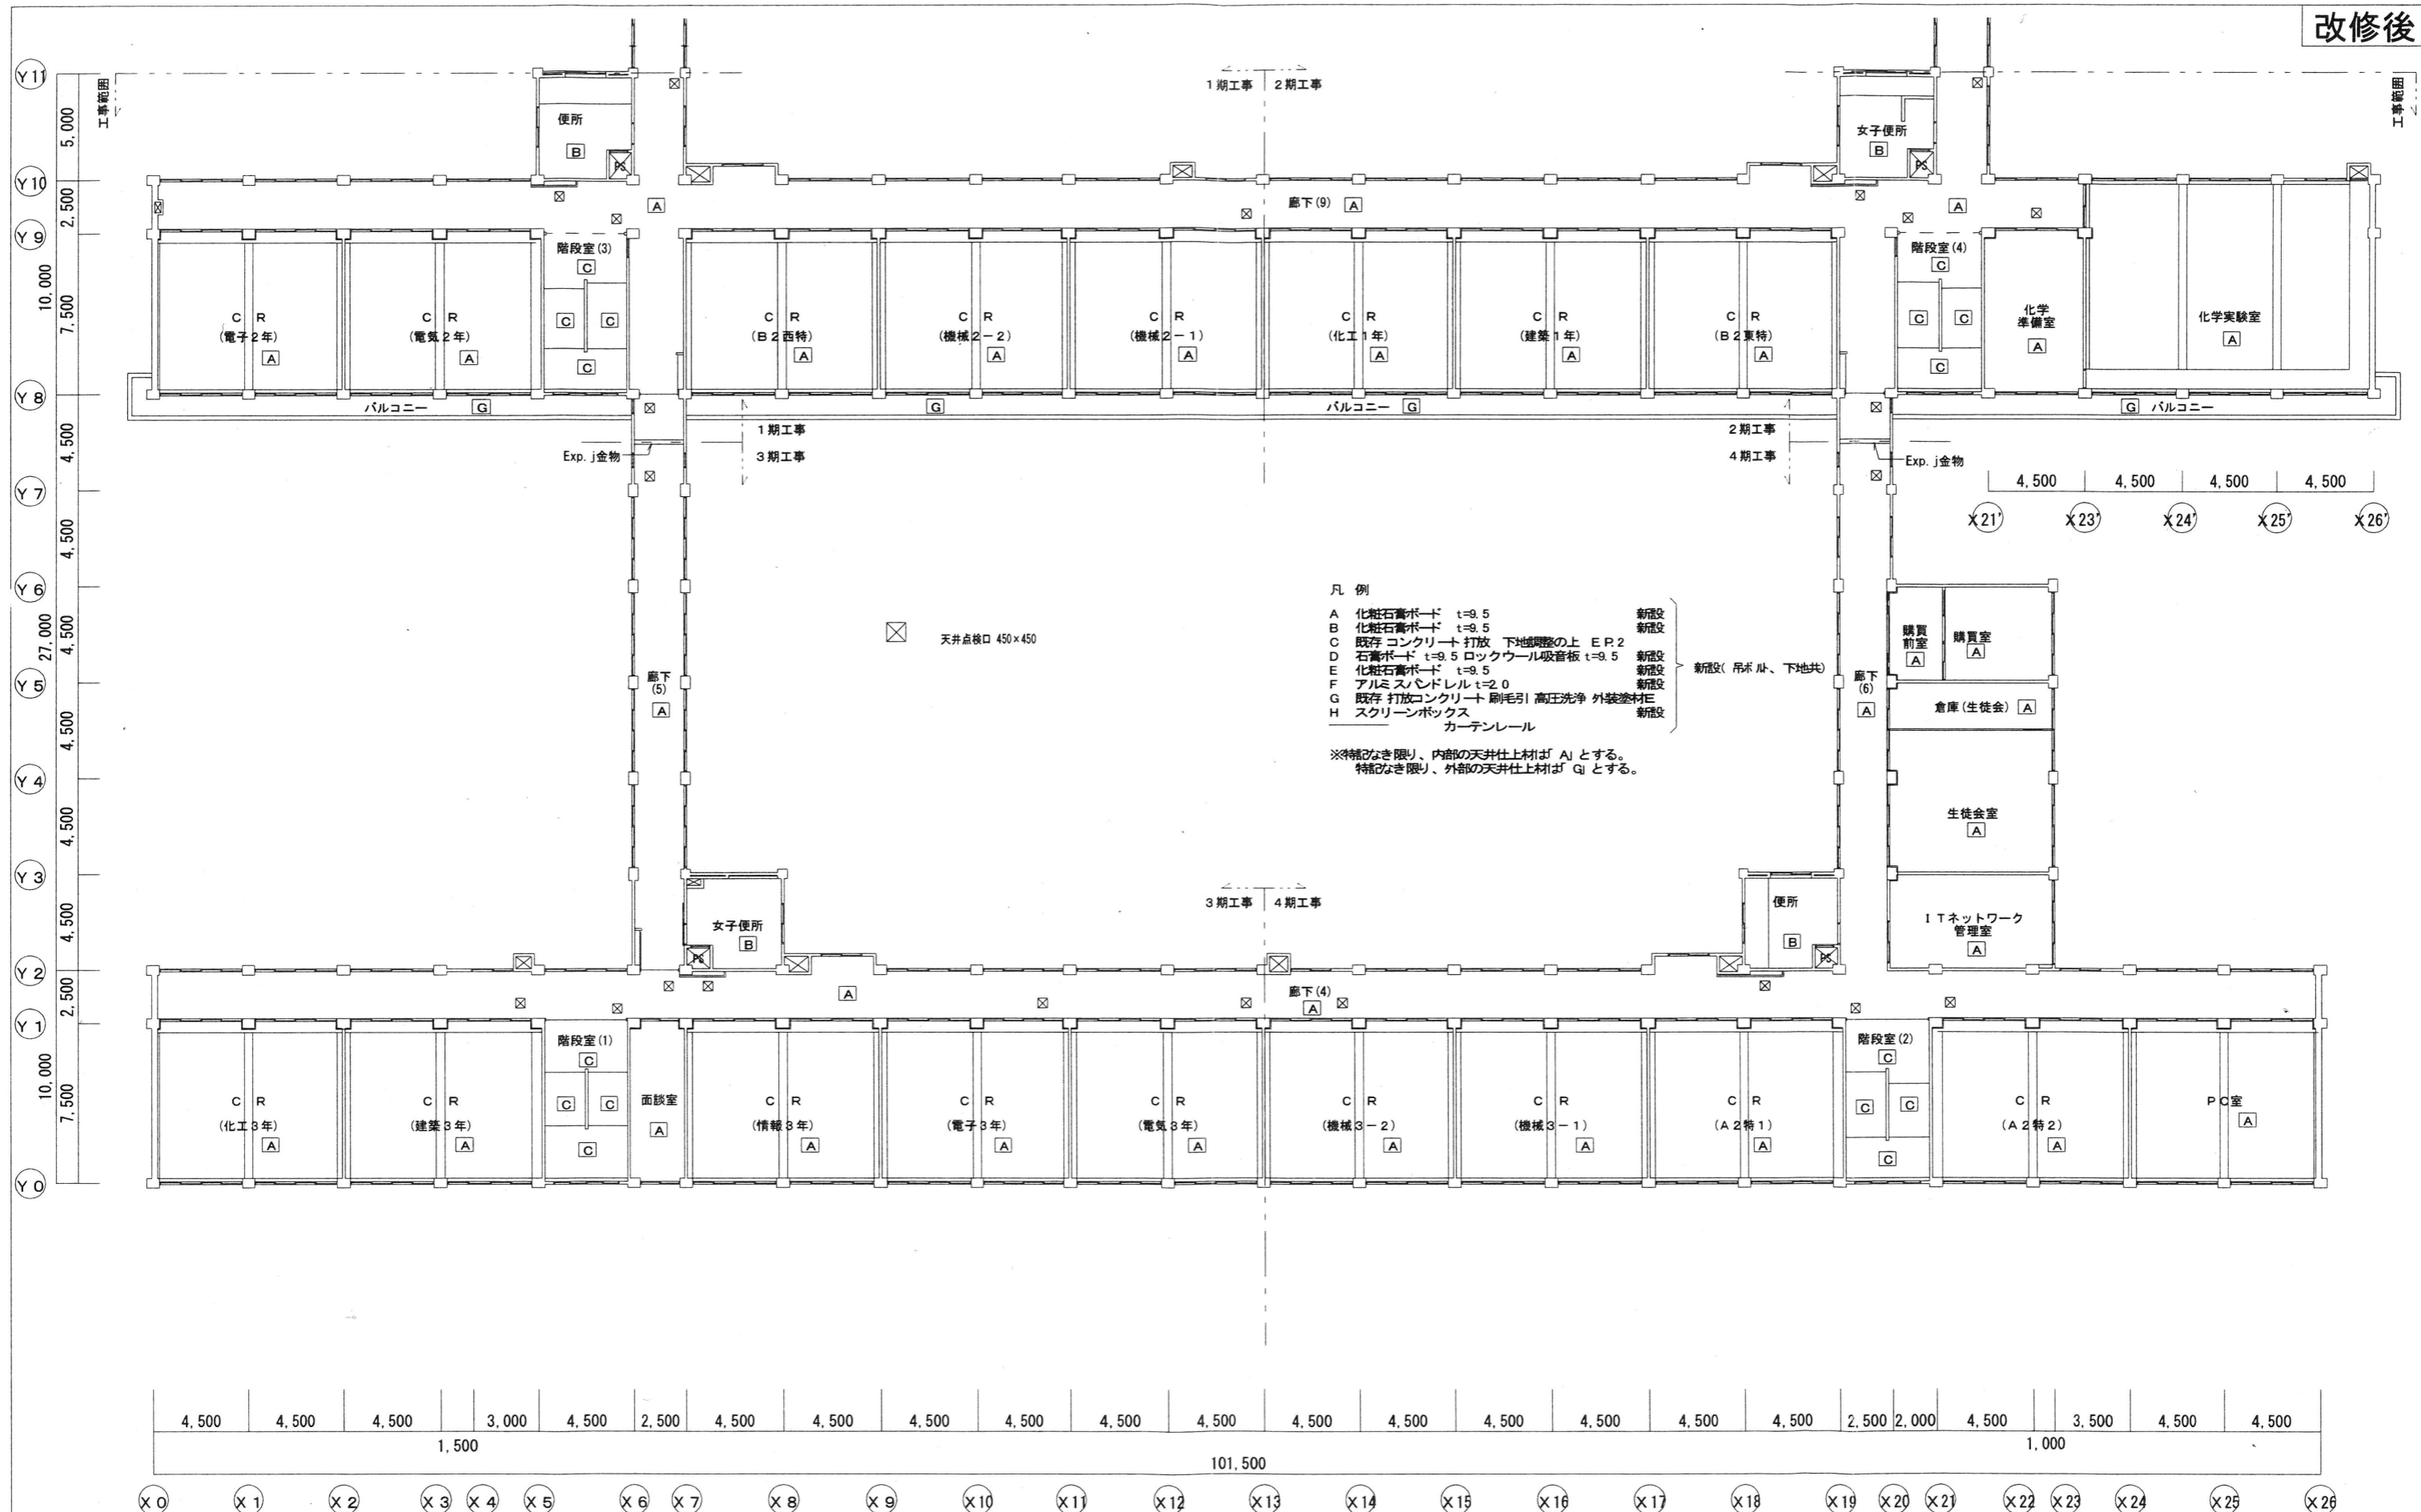 改修後
Y11
工事範囲
1期工事 2期工事
工事範囲
5,000
便所
B
PS
女子便所
B
PS
Y10
2,500
A
廊下(9) A
A
Y9
10,000
7,500
階段室(3)
C
C C
C
階段室(4)
C
C C
C
C R
(電子2年)
A
C R
(電気2年)
A
C R
(B2西特)
A
C R
(機械2-2)
A
C R
(機械2-1)
A
C R
(化工1年)
A
C R
(建築1年)
A
C R
(B2東特)
A
化学
準備室
A
化学実験室
A
Y8
バルコニー G
G
バルコニー G
G バルコニー
4,500
1期工事
3期工事
Exp.j金物
2期工事
4期工事
Exp.j金物
Y7
4,500 4,500 4,500 4,500
X21' X23' X24' X25' X26'
4,500
Y6
27,000
4,500
天井点検口 450×450
凡 例
A 化粧石膏ボード t=9.5 新設
B 化粧石膏ボード t=9.5 新設
C 既存 コンクリート 打放 下地調整の上 EP.2
D 石膏ボード t=9.5 ロックウール吸音板 t=9.5 新設
E 化粧石膏ボード t=9.5 新設
F アルミスパンドレル t=2.0 新設
G 既存 打放コンクリート 刷毛引 高圧洗浄 外装塗材E
H スクリーンボックス 新設
カーテンレール
新設(吊ボルト、下地共)
※特記なき限り、内部の天井仕上材は「A」とする。
特記なき限り、外部の天井仕上材は「G」とする。
購買
前室
A
購買室
A
Y5
廊下
(5)
A
廊下
(6)
A
倉庫(生徒会) A
4,500
Y4
4,500
生徒会室
A
Y3
4,500
3期工事 4期工事
女子便所
B
PS
便所
B
PS
ITネットワーク
管理室
A
Y2
2,500
A
廊下(4)
A
Y1
10,000
7,500
階段室(1)
C
C C
C
面談室
A
階段室(2)
C
C C
C
C R
(化工3年)
A
C R
(建築3年)
A
C R
(情報3年)
A
C R
(電子3年)
A
C R
(電気3年)
A
C R
(機械3-2)
A
C R
(機械3-1)
A
C R
(A2特1)
A
C R
(A2特2)
A
PC室
A
Y0
4,500 4,500 4,500 3,000 4,500 2,500 4,500 4,500 4,500 4,500 4,500 4,500 4,500 4,500 4,500 4,500 4,500 4,500 2,500 2,000 4,500 3,500 4,500 4,500
1,500 1,000
101,500
X0 X1 X2 X3 X4 X5 X6 X7 X8 X9 X10 X11 X12 X13 X14 X15 X16 X17 X18 X19 X20 X21 X22 X23 X24 X25 X26